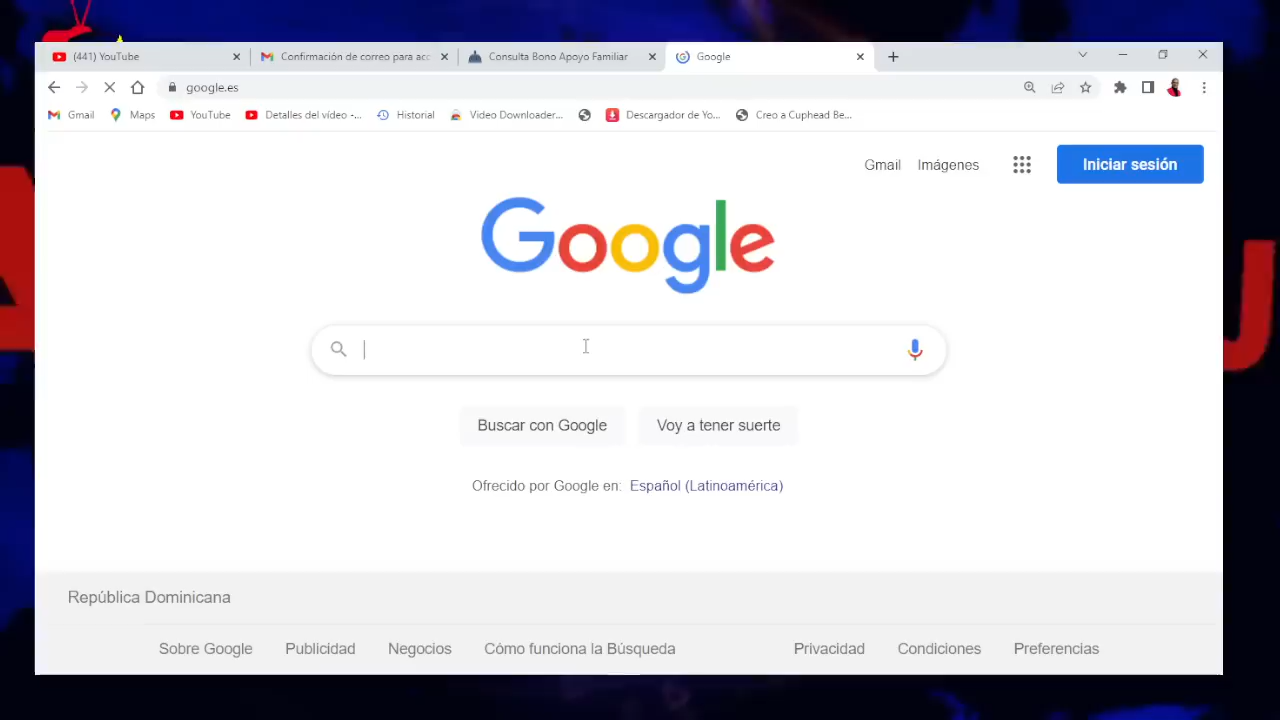 (441) YouTube
Confirmación de correo para acc
Consulta Bono Apoyo Familiar
Google
google.es
Gmail
Maps
YouTube
Detalles del vídeo -...
Historial
Video Downloader...
Descargador de Yo...
Creo a Cuphead Be...
Gmail
Imágenes
Iniciar sesión
Google
Buscar con Google
Voy a tener suerte
Ofrecido por Google en: Español (Latinoamérica)
República Dominicana
Sobre Google
Publicidad
Negocios
Cómo funciona la Búsqueda
Privacidad
Condiciones
Preferencias